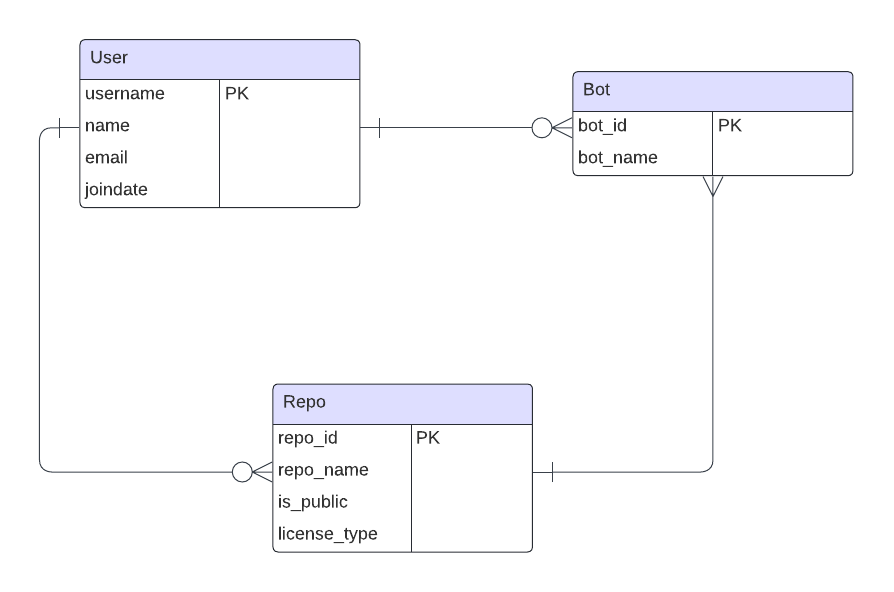 User
username PK
name
email
joindate
Bot
bot_id PK
bot_name
Repo
repo_id PK
repo_name
is_public
license_type